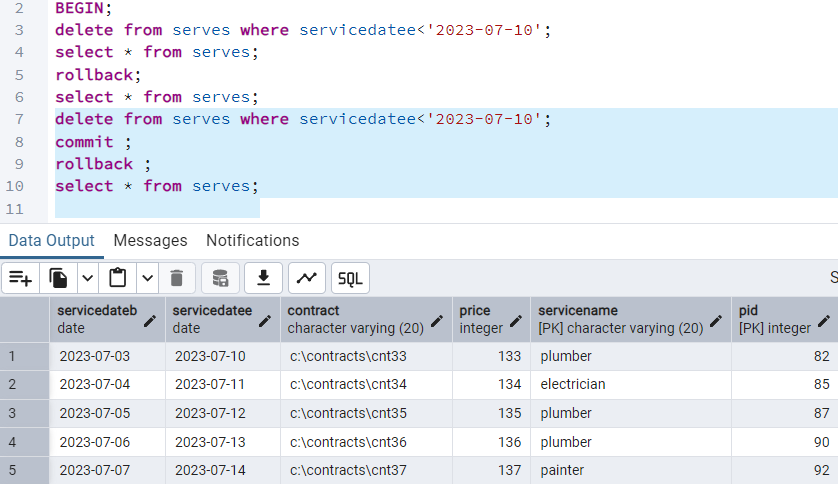 2 BEGIN;
3 delete from serves where servicedatee<'2023-07-10';
4 select * from serves;
5 rollback;
6 select * from serves;
7 delete from serves where servicedatee<'2023-07-10';
8 commit ;
9 rollback ;
10 select * from serves;
11
Data Output Messages Notifications
SQL S
servicedateb servicedatee contract price servicename pid
date date character varying (20) integer [PK] character varying (20) [PK] integer
1 2023-07-03 2023-07-10 c:\contracts\cnt33 133 plumber 82
2 2023-07-04 2023-07-11 c:\contracts\cnt34 134 electrician 85
3 2023-07-05 2023-07-12 c:\contracts\cnt35 135 plumber 87
4 2023-07-06 2023-07-13 c:\contracts\cnt36 136 plumber 90
5 2023-07-07 2023-07-14 c:\contracts\cnt37 137 painter 92